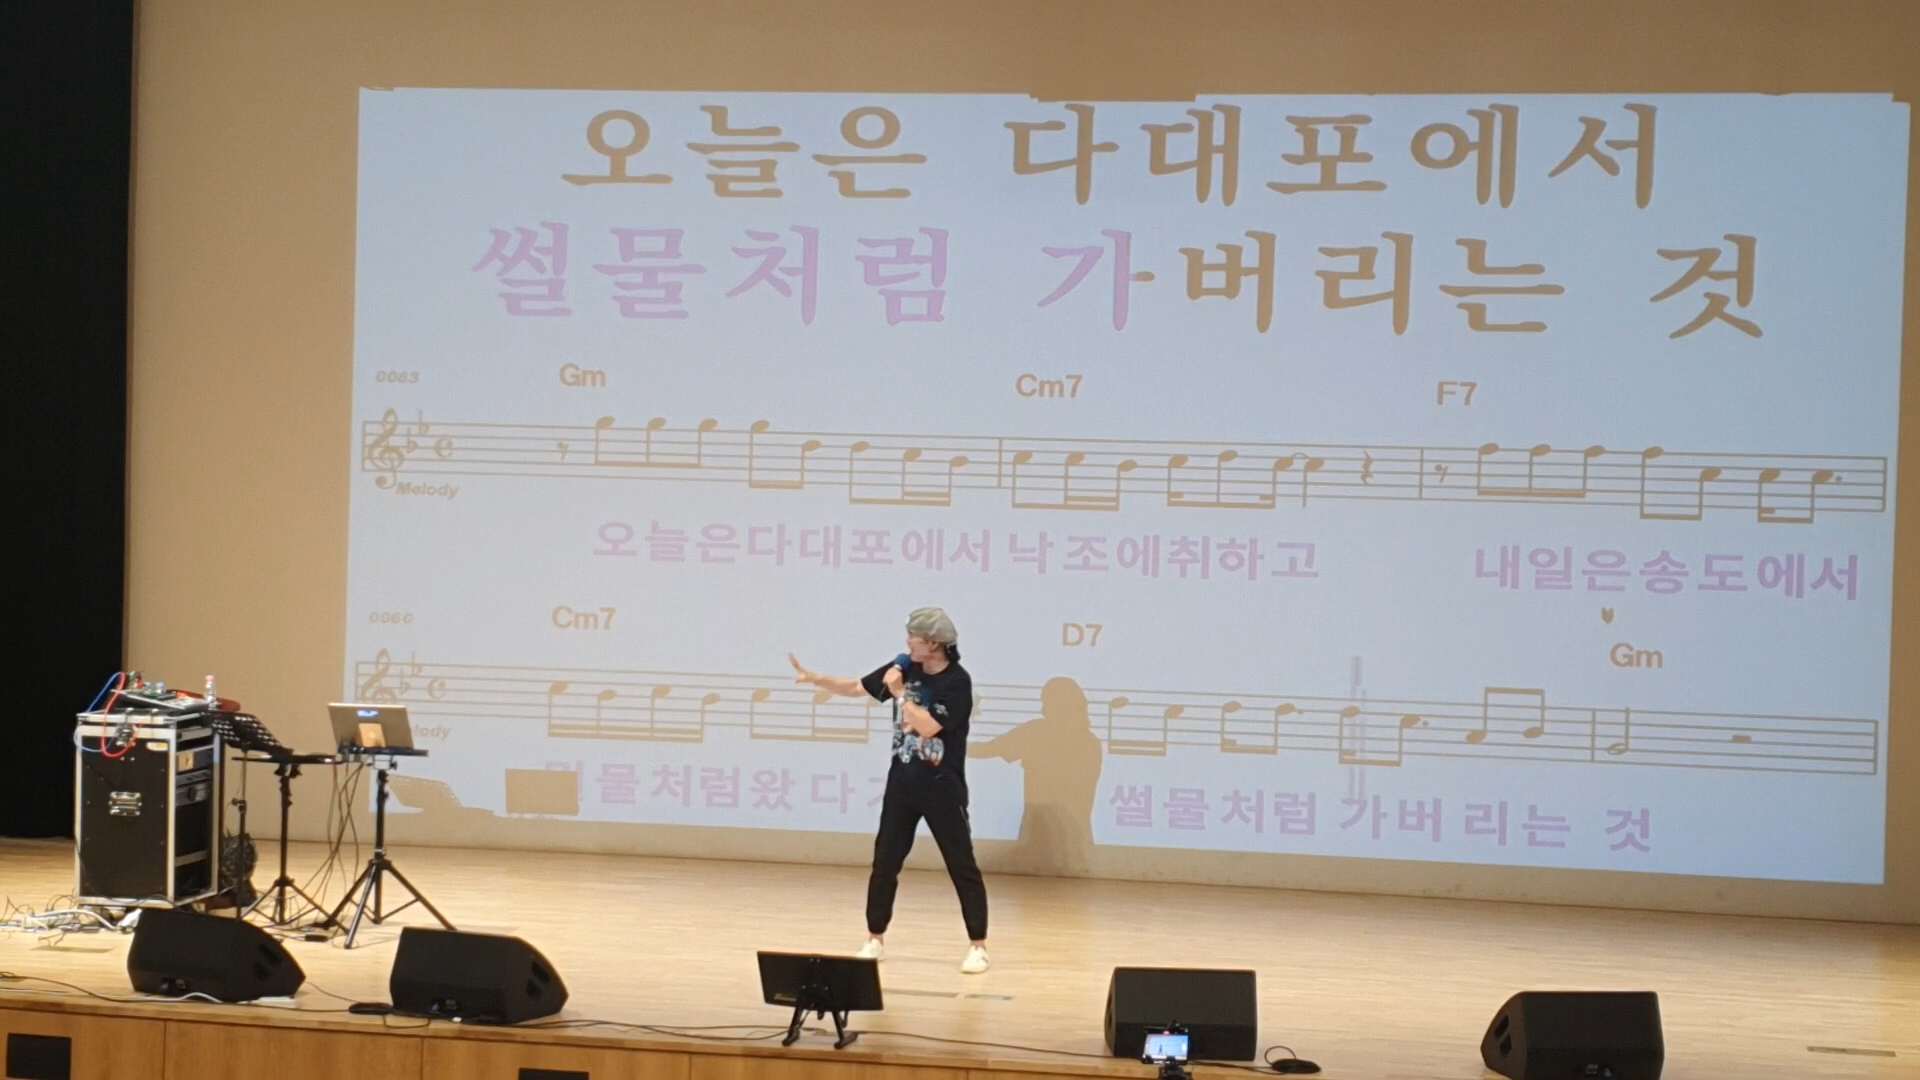 오늘은 다대포에서
썰물처럼 가버리는 것
0063 Gm Cm7 F7
Melody
오늘은다대포에서 낙조에취하고 내일은송도에서
0060 Cm7 D7 Gm
물처럼왔다 썰물처럼 가버리는 것